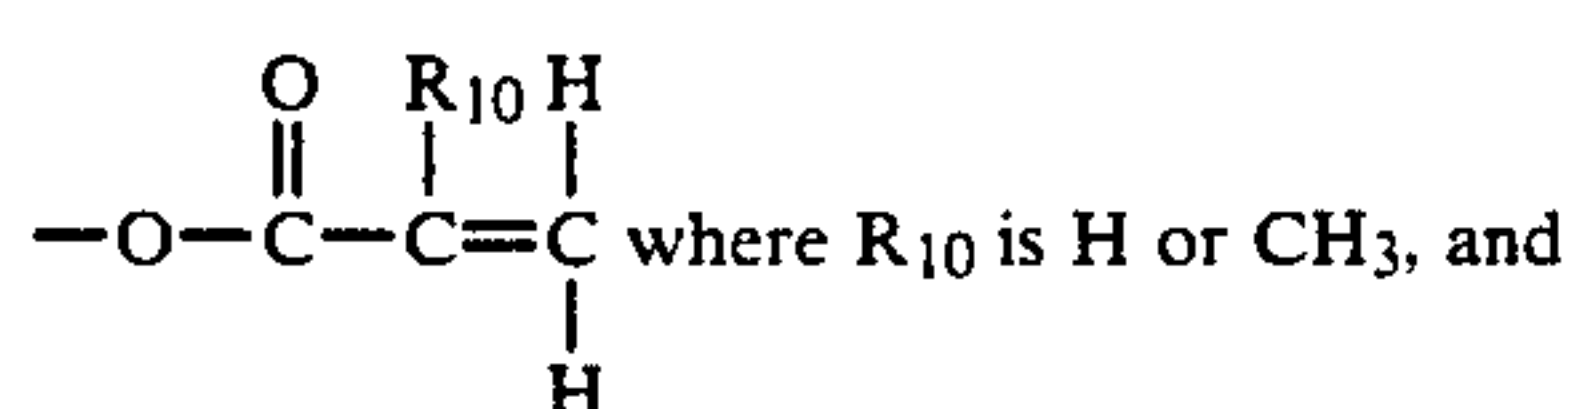 O R10 H
—O—C—C=C where R10 is H or CH3, and
H